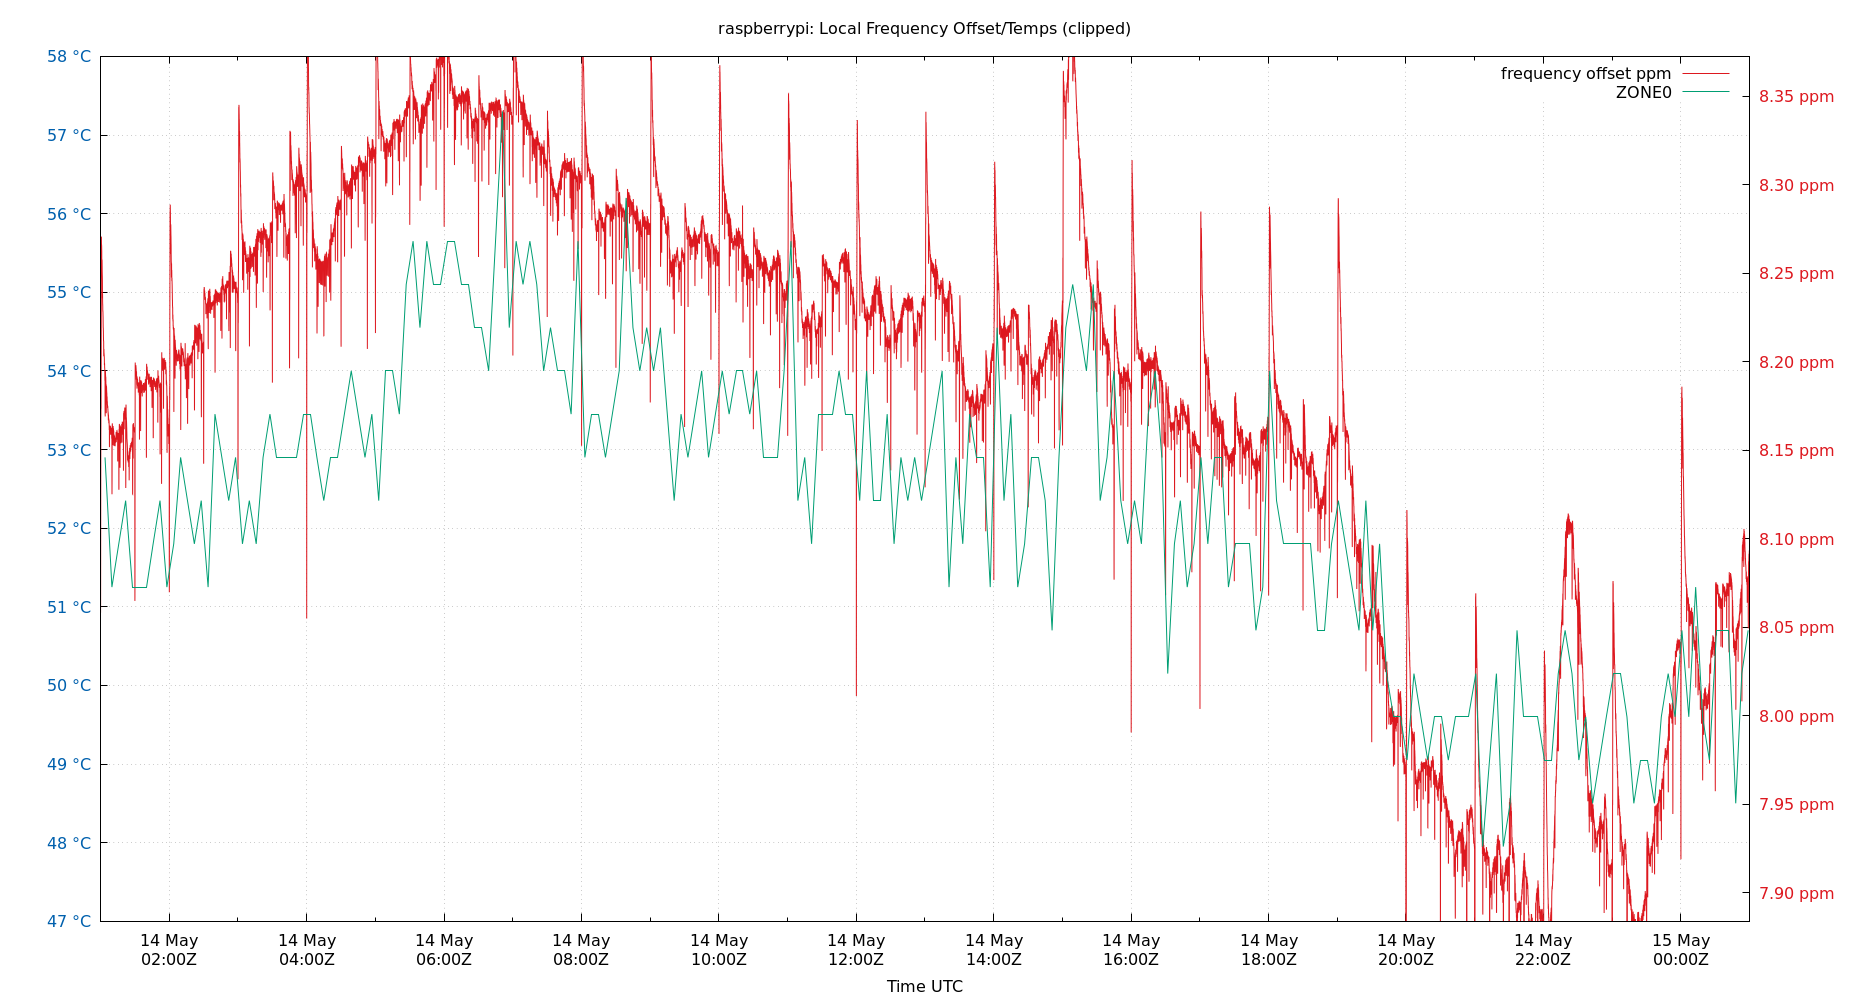 raspberrypi: Local Frequency Offset/Temps (clipped)
frequency offset ppm
ZONE0
58 °C
57 °C
56 °C
55 °C
54 °C
53 °C
52 °C
51 °C
50 °C
49 °C
48 °C
47 °C
8.35 ppm
8.30 ppm
8.25 ppm
8.20 ppm
8.15 ppm
8.10 ppm
8.05 ppm
8.00 ppm
7.95 ppm
7.90 ppm
14 May
02:00Z
14 May
04:00Z
14 May
06:00Z
14 May
08:00Z
14 May
10:00Z
14 May
12:00Z
14 May
14:00Z
14 May
16:00Z
14 May
18:00Z
14 May
20:00Z
14 May
22:00Z
15 May
00:00Z
Time UTC